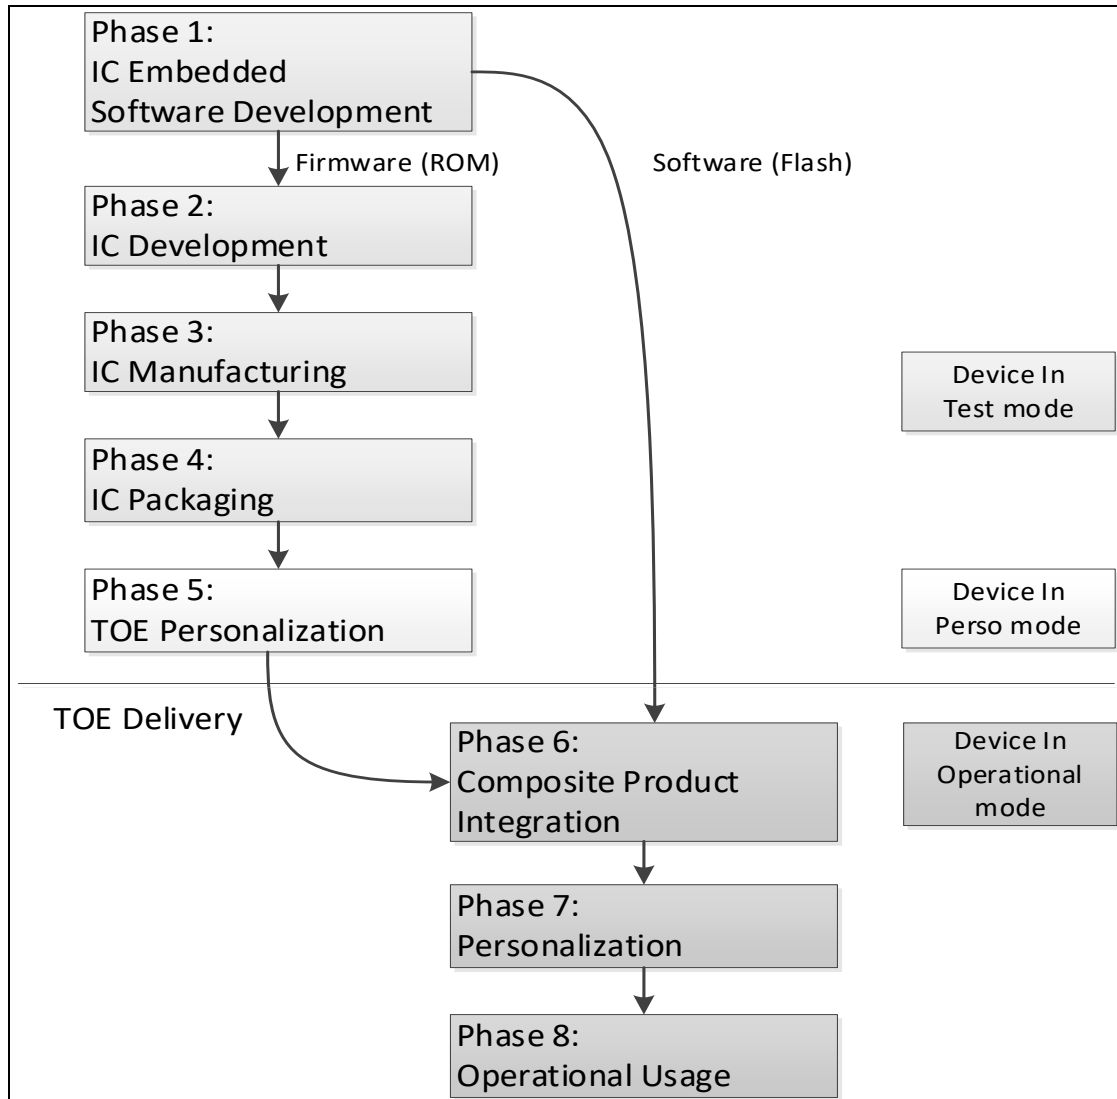 Phase 1:
IC Embedded
Software Development
Firmware (ROM)
Software (Flash)
Phase 2:
IC Development
Phase 3:
IC Manufacturing
Device In
Test mode
Phase 4:
IC Packaging
Phase 5:
TOE Personalization
Device In
Perso mode
TOE Delivery
Phase 6:
Composite Product
Integration
Device In
Operational
mode
Phase 7:
Personalization
Phase 8:
Operational Usage